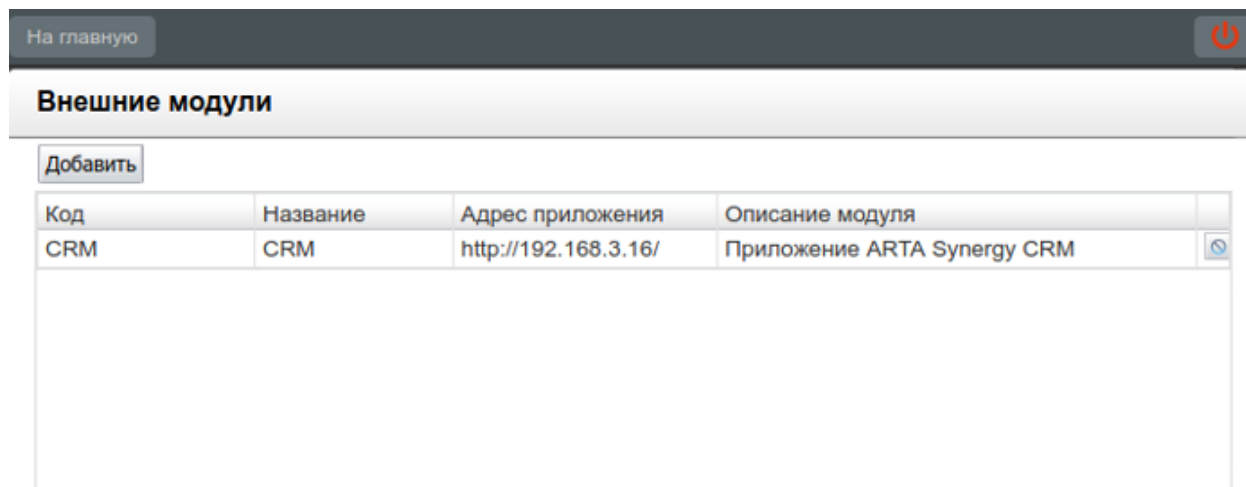 На главную
Внешние модули
Добавить
Код Название Адрес приложения Описание модуля
CRM CRM http://192.168.3.16/ Приложение ARTA Synergy CRM